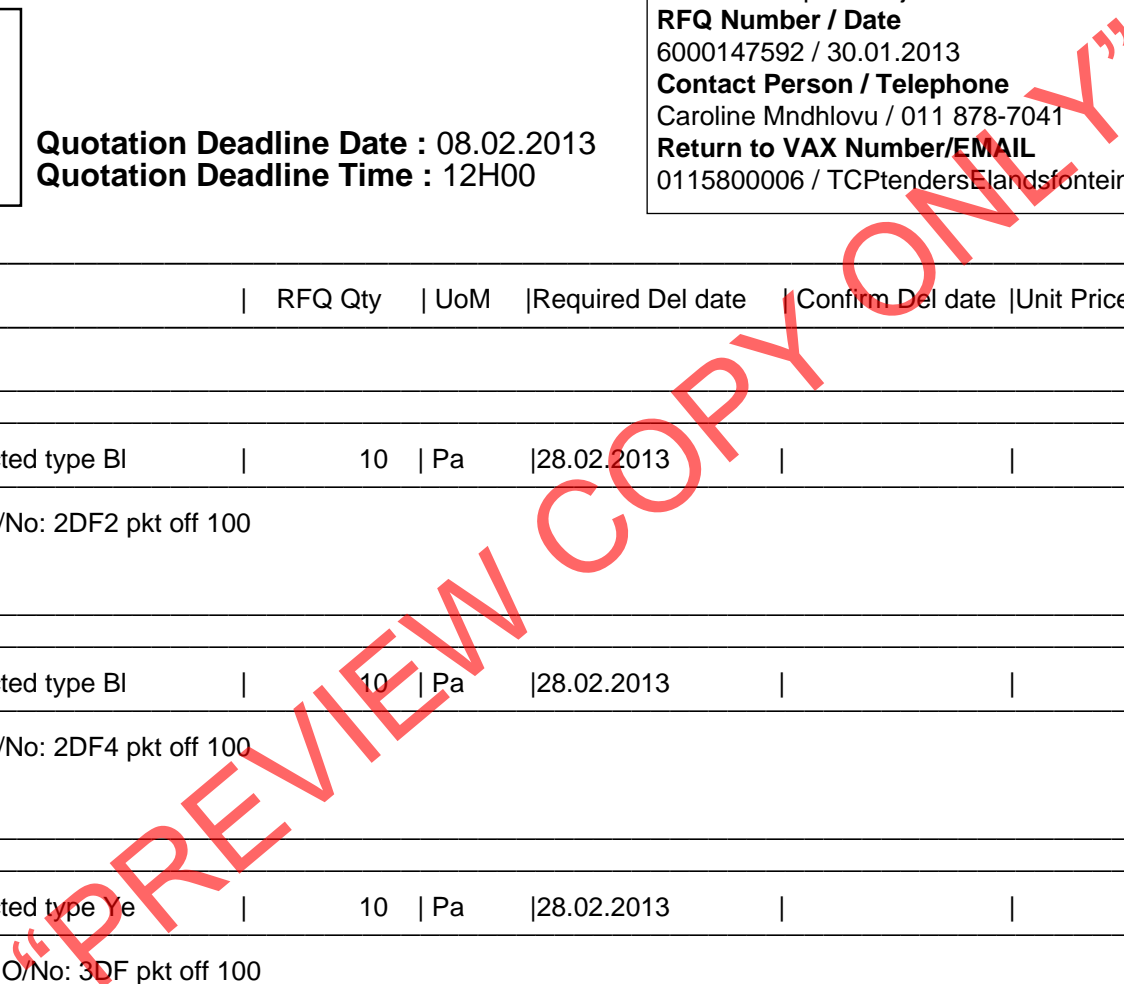 RFQ Number / Date
6000147592 / 30.01.2013
Contact Person / Telephone
Caroline Mndhlovu / 011 878-7041
Return to VAX Number/EMAIL
0115800006 / TCPtendersElandsfontein
Quotation Deadline Date : 08.02.2013
Quotation Deadline Time : 12H00
| RFQ Qty | UoM |Required Del date | Confirm Del date |Unit Price
cted type Bl | 10 | Pa |28.02.2013 | |
/No: 2DF2 pkt off 100
cted type Bl | 10 | Pa |28.02.2013 | |
/No: 2DF4 pkt off 100
cted type Ye | 10 | Pa |28.02.2013 | |
O/No: 3DF pkt off 100
“PREVIEW COPY ONLY”